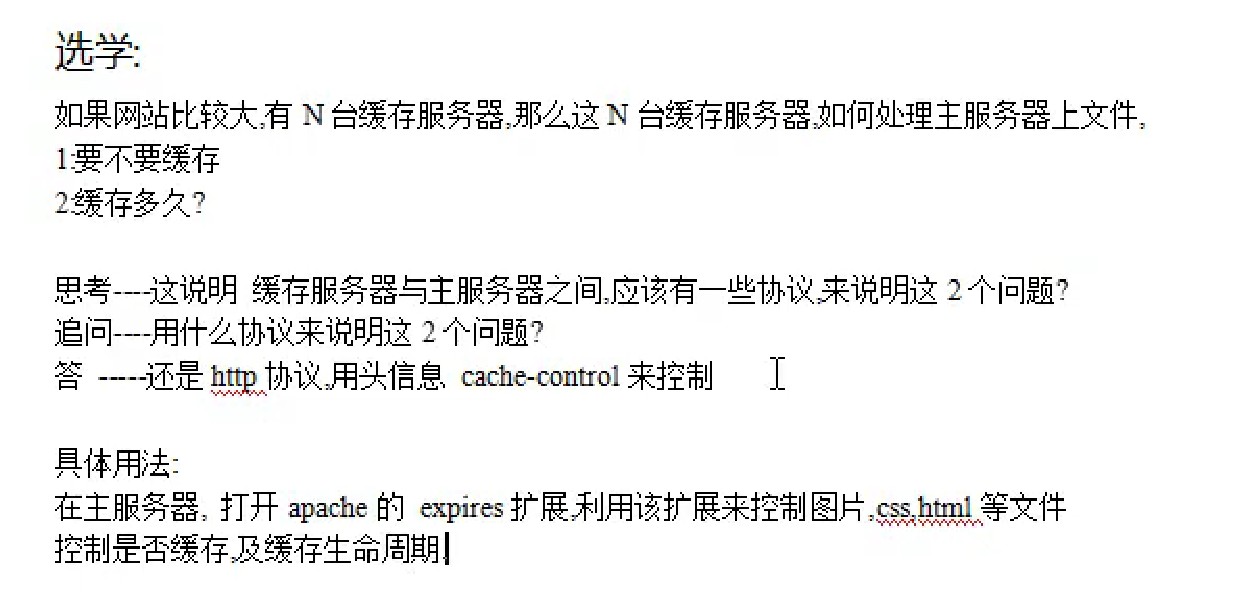 选学:
如果网站比较大,有 N 台缓存服务器,那么这 N 台缓存服务器,如何处理主服务器上文件,
1:要不要缓存
2:缓存多久?
思考----这说明 缓存服务器与主服务器之间,应该有一些协议,来说明这 2 个问题?
追问----用什么协议来说明这 2 个问题?
答 -----还是 http 协议,用头信息 cache-control 来控制
具体用法:
在主服务器, 打开 apache 的 expires 扩展,利用该扩展来控制图片,css,html 等文件
控制是否缓存,及缓存生命周期.